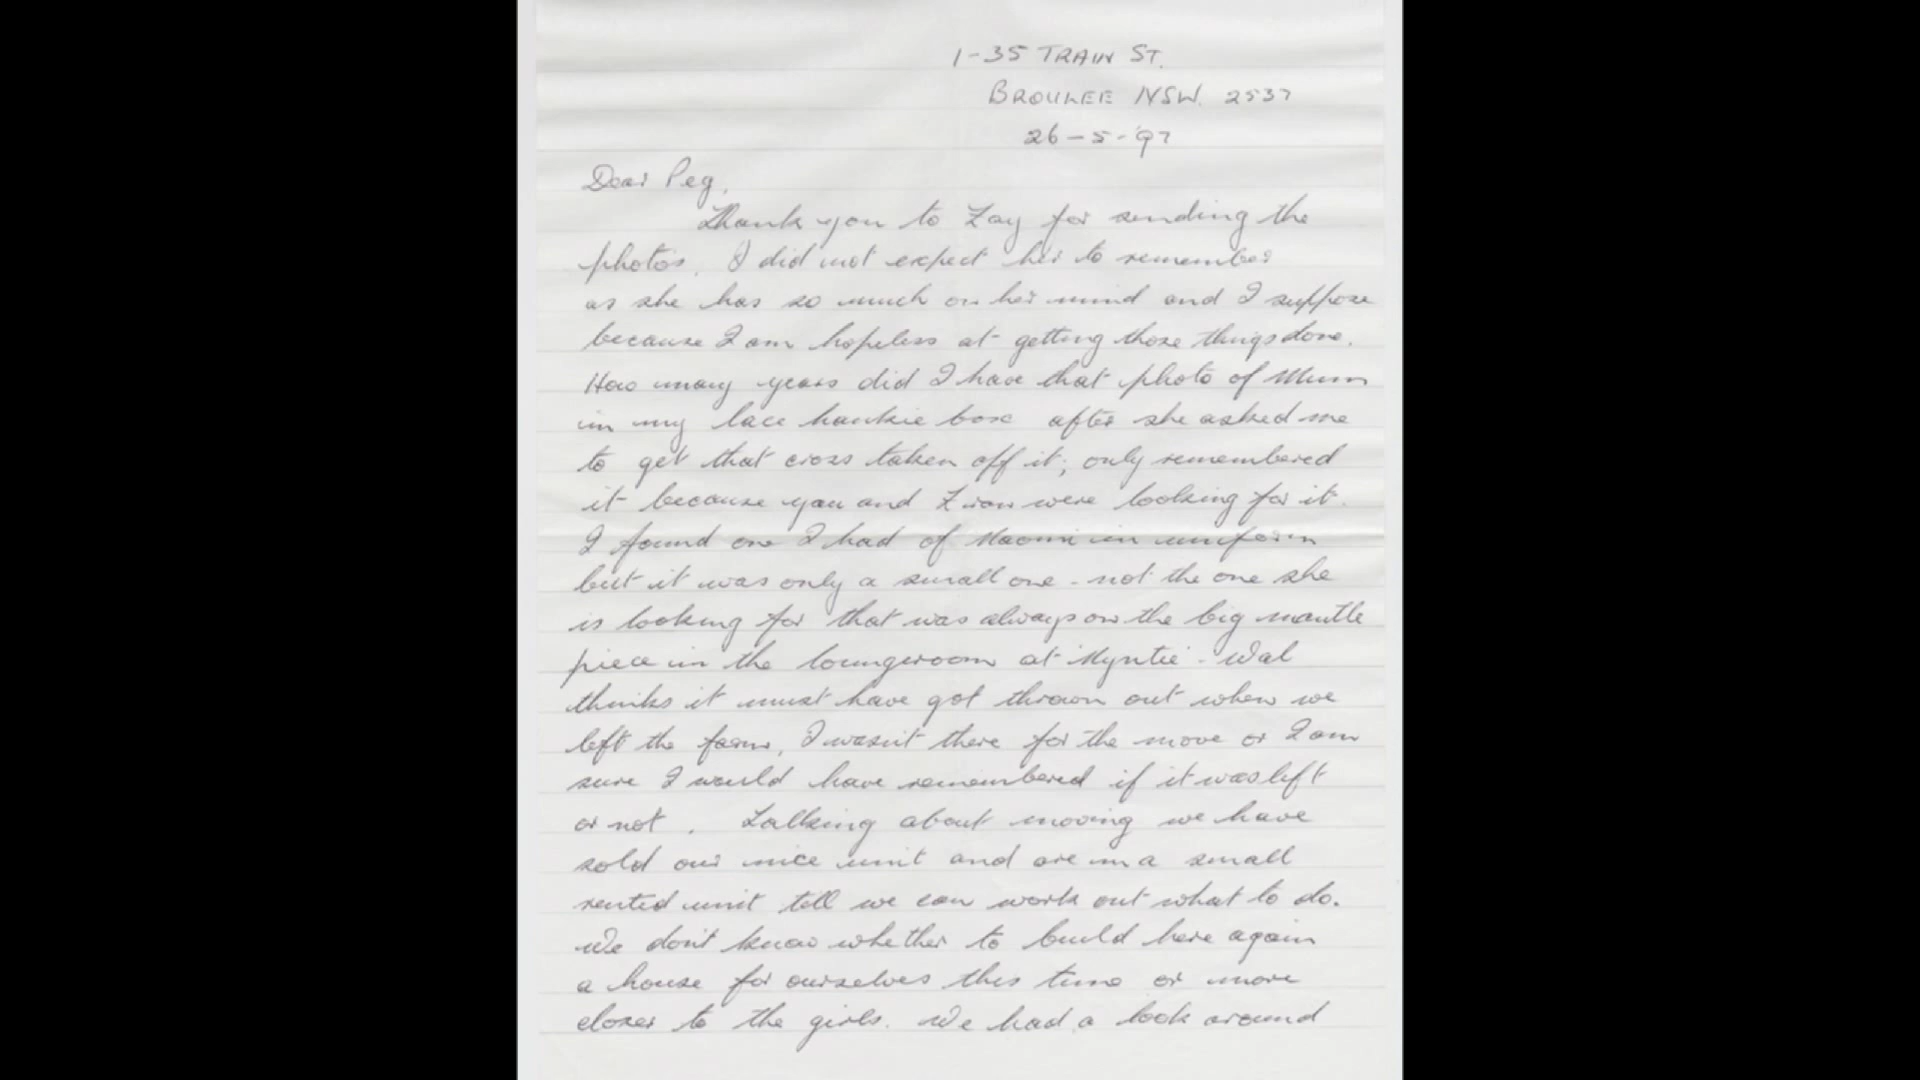 1-35 TRAIN ST.
BROULEE NSW. 2537
26-5-'97
Dear Peg,
Thank you to Fay for sending the
photos. I did not expect her to remember
as she has so much on her mind and I suppose
because I am hopeless at getting those things done.
How many years did I have that photo of Mum
in my lace hankie box after she asked me
to get that cross taken off it; only remembered
it because you and were looking for it.
I found one I had of Naomi in uniform
but it was only a small one - not the one she
is looking for that was always on the big mantle
piece in the loungeroom at - Wal
thinks it must have got thrown out when we
left the farm, I wasn't there for the move or I am
sure I would have remembered if it was left
or not. Talking about moving we have
sold our nice unit and are in a small
rented unit till we can work out what to do.
We don't know whether to build here again
a house for ourselves this time or move
closer to the girls. We had a look around